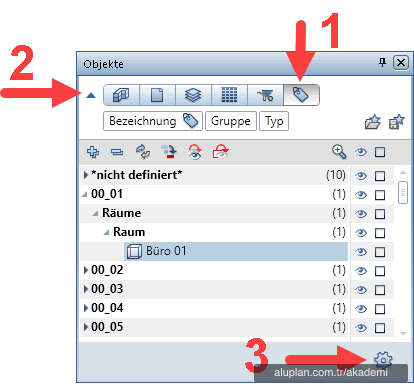 1
2
Objekte
Bezeichnung Gruppe Typ
*nicht definiert* (10)
00_01 (1)
Räume (1)
Raum (1)
Büro 01
00_02 (1)
00_03 (1)
00_04 (1)
00_05 (1)
3
aluplan.com.tr/akademi